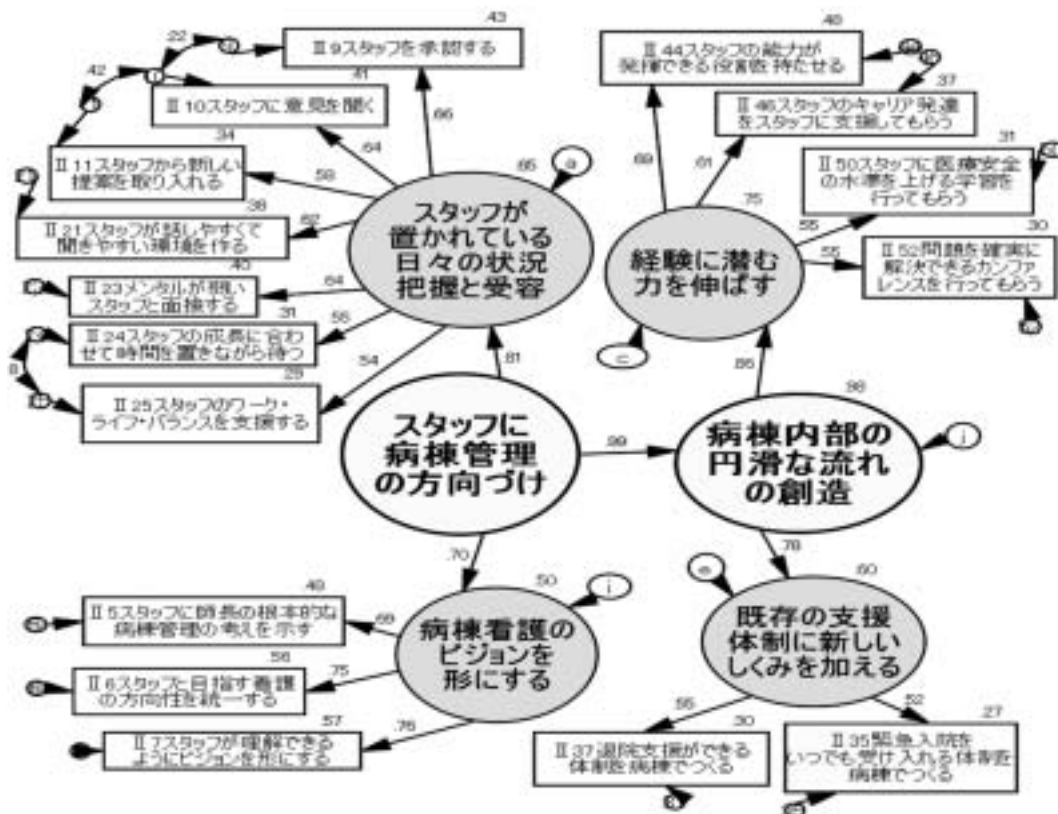 .43
.22
Ⅱ9スタッフを承認する
.42
.41
Ⅱ10スタッフに意見を聞く
.66
.34
.64
Ⅱ11スタッフから新しい
提案を取り入れる
.59
.38
Ⅱ21スタッフが話しやすくて
聞きやすい環境を作る
.62
.40
Ⅱ23メンタルが弱い
スタッフと面接する
.64
.31
Ⅱ24スタッフの成長に合わ
せて時間を置きながら待つ
.55
.29
Ⅱ25スタッフのワーク・
ライフ・バランスを支援する
.54
.65
a
スタッフが
置かれている
日々の状況
把握と受容
.81
.48
Ⅱ44スタッフの能力が
発揮できる役割を持たせる
.37
Ⅱ46スタッフのキャリア発達
をスタッフに支援してもらう
.69
.61
.31
Ⅱ50スタッフに医療安全
の水準を上げる学習を
行ってもらう
.75
.55
.30
Ⅱ52問題を確実に
解決できるカンファ
レンスを行ってもらう
.55
経験に潜む
力を伸ばす
c
.86
.98
スタッフに
病棟管理
の方向づけ
.99
病棟内部の
円滑な流れ
の創造
j
.70
.78
.50
i
病棟看護の
ビジョンを
形にする
.48
Ⅱ5スタッフに師長の根本的な
病棟管理の考えを示す
.69
.56
Ⅱ6スタッフと目指す看護
の方向性を統一する
.75
.57
Ⅱ7スタッフが理解できる
ようにビジョンを形にする
.76
e
.60
既存の支援
体制に新しい
しくみを加える
.55
.30
Ⅱ37退院支援ができる
体制を病棟でつくる
.52
.27
Ⅱ35緊急入院を
いつでも受け入れる体制を
病棟でつくる